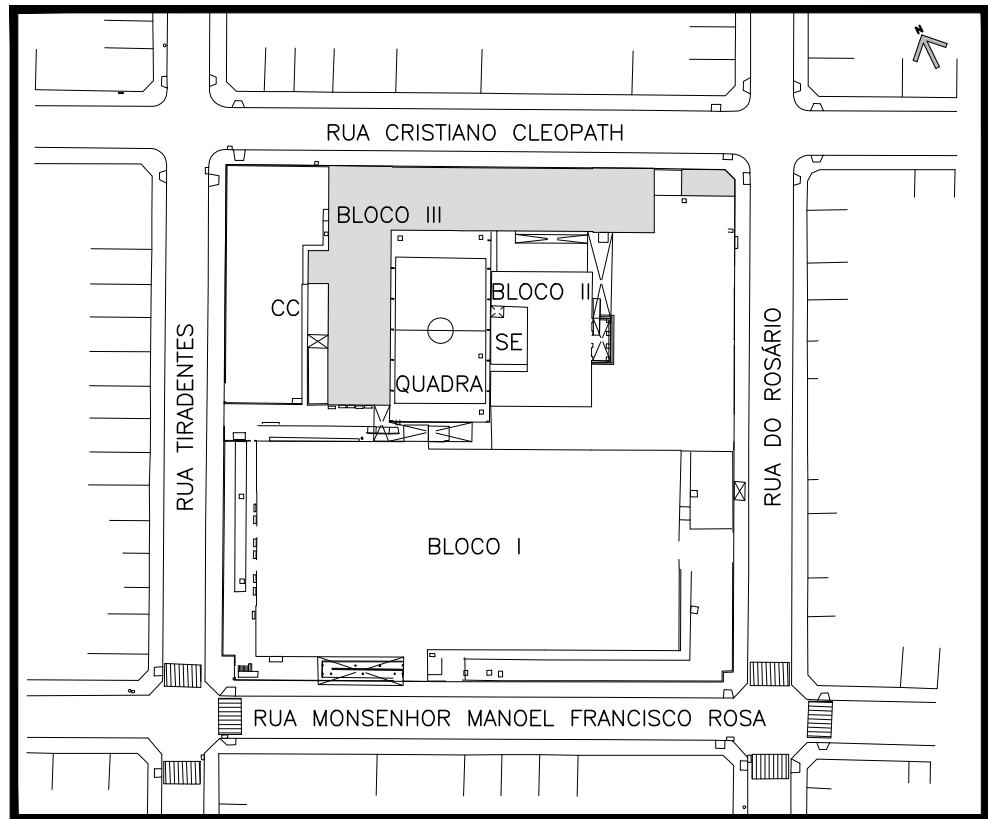 N
RUA CRISTIANO CLEOPATH
BLOCO III
BLOCO II
CC
SE
QUADRA
RUA TIRADENTES
RUA DO ROSÁRIO
BLOCO I
RUA MONSENHOR MANOEL FRANCISCO ROSA